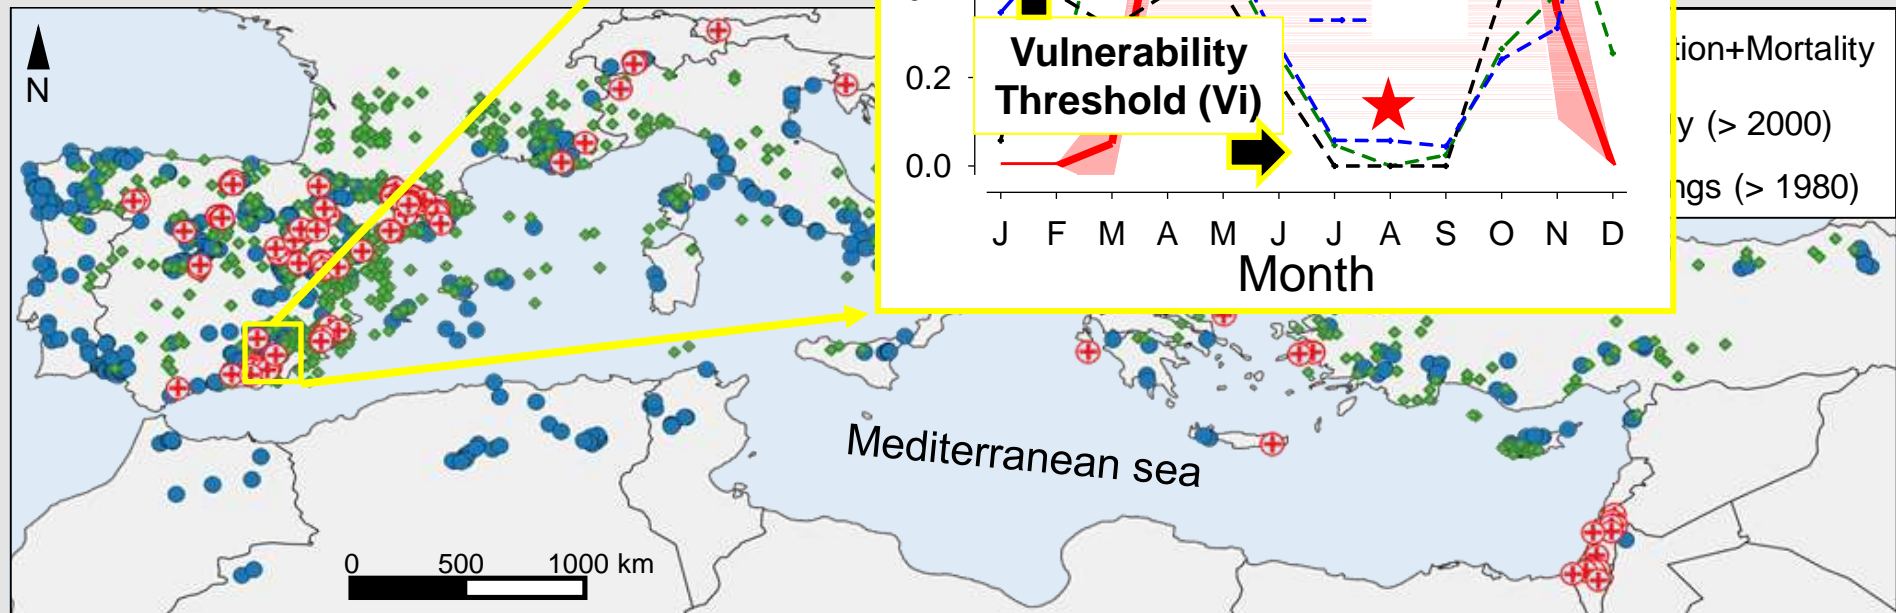 N
Vulnerability
Threshold (Vi)
0.2
0.0
J F M A M J J A S O N D
Month
tion+Mortality
y (> 2000)
ngs (> 1980)
Mediterranean sea
0 500 1000 km